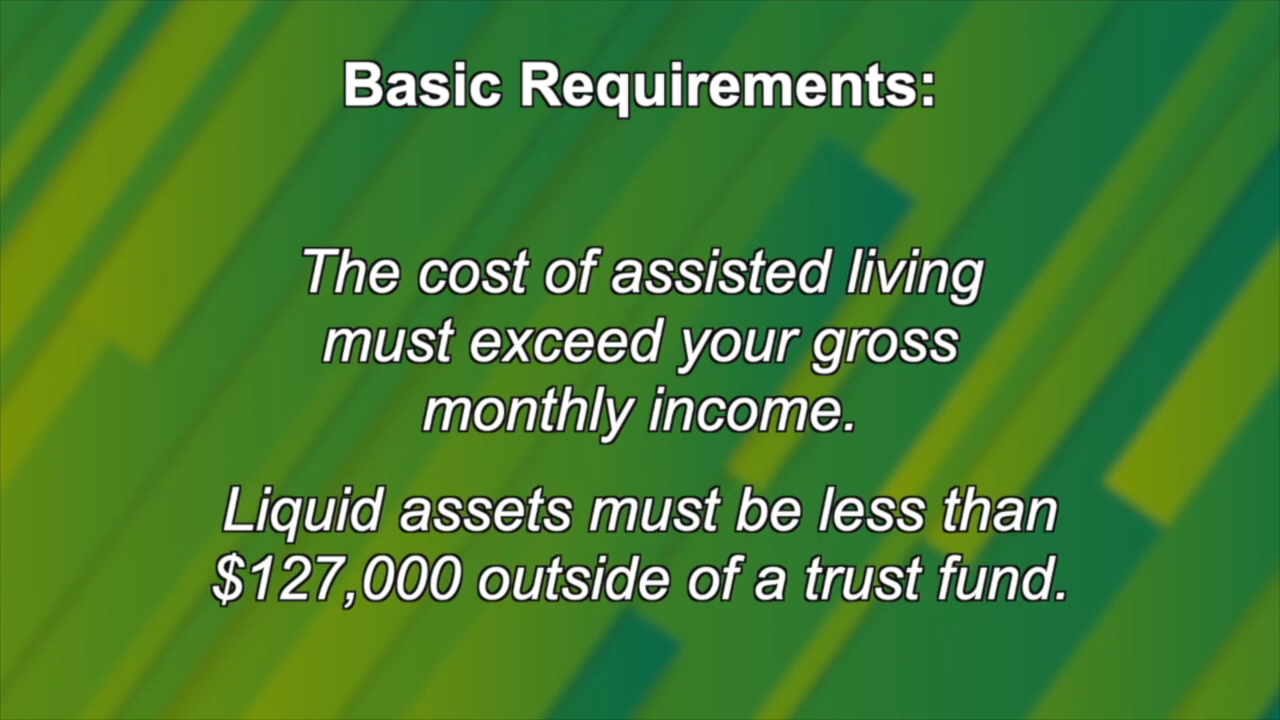 Basic Requirements:
The cost of assisted living
must exceed your gross
monthly income.
Liquid assets must be less than
$127,000 outside of a trust fund.